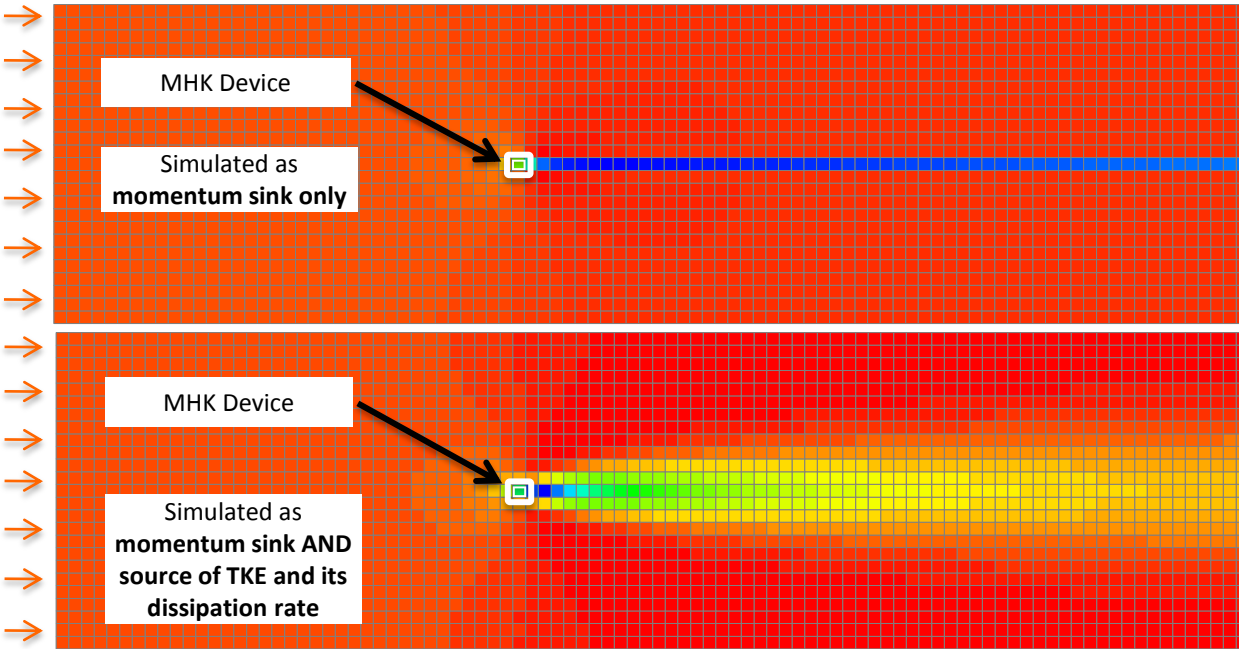 MHK Device
Simulated as
momentum sink only
MHK Device
Simulated as
momentum sink AND
source of TKE and its
dissipation rate